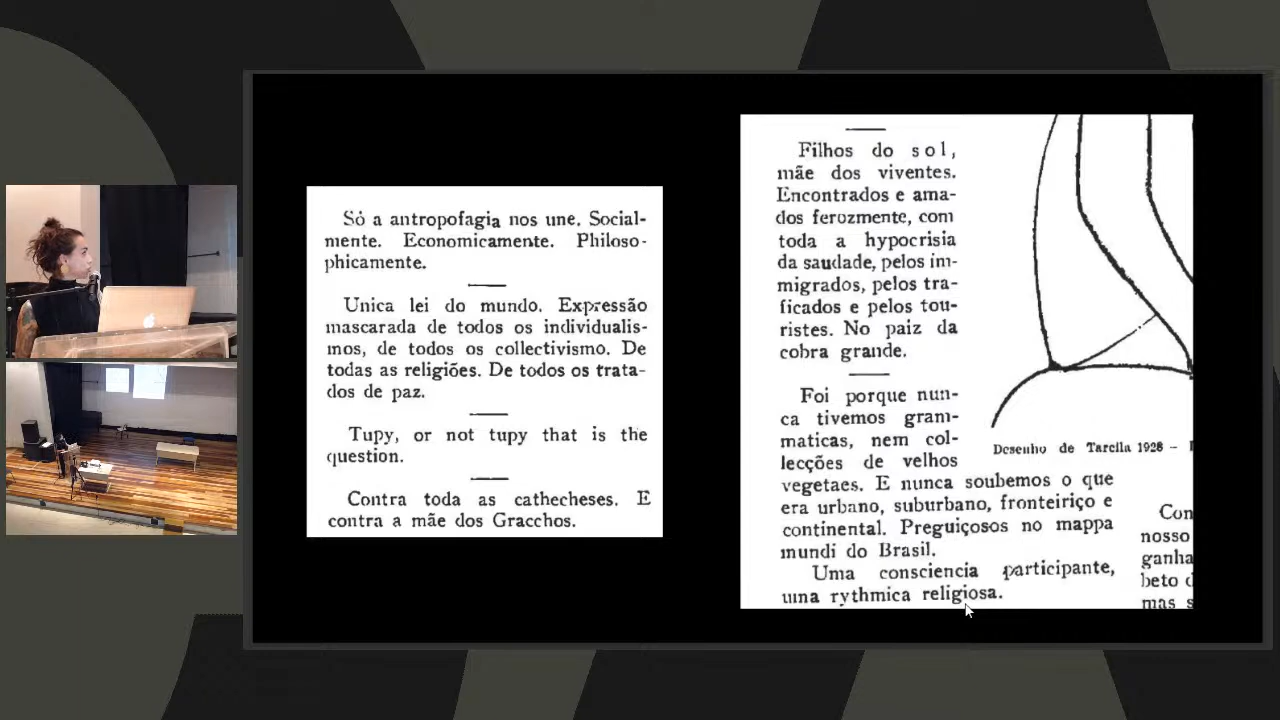 Só a antropofagia nos une. Social-
mente. Economicamente. Philoso-
phicamente.
Unica lei do mundo. Expressão
mascarada de todos os individualis-
mos, de todos os collectivismo. De
todas as religiões. De todos os trata-
dos de paz.
Tupy, or not tupy that is the
question.
Contra toda as cathecheses. E
contra a mãe dos Gracchos.
Filhos do sol,
mãe dos viventes.
Encontrados e ama-
dos ferozmente, com
toda a hypocrisia
da saudade, pelos im-
migrados, pelos tra-
ficados e pelos tou-
ristes. No paiz da
cobra grande.
Foi porque nun-
ca tivemos gram-
maticas, nem col-
lecções de velhos
vegetaes. E nunca soubemos o que
era urbano, suburbano, fronteiriço e
continental. Preguiçosos no mappa
mundi do Brasil.
Uma consciencia participante,
uma rythmica religiosa.
Desenho de Tarcila 1928 -
Con
nosso
ganha
beto d
mas s